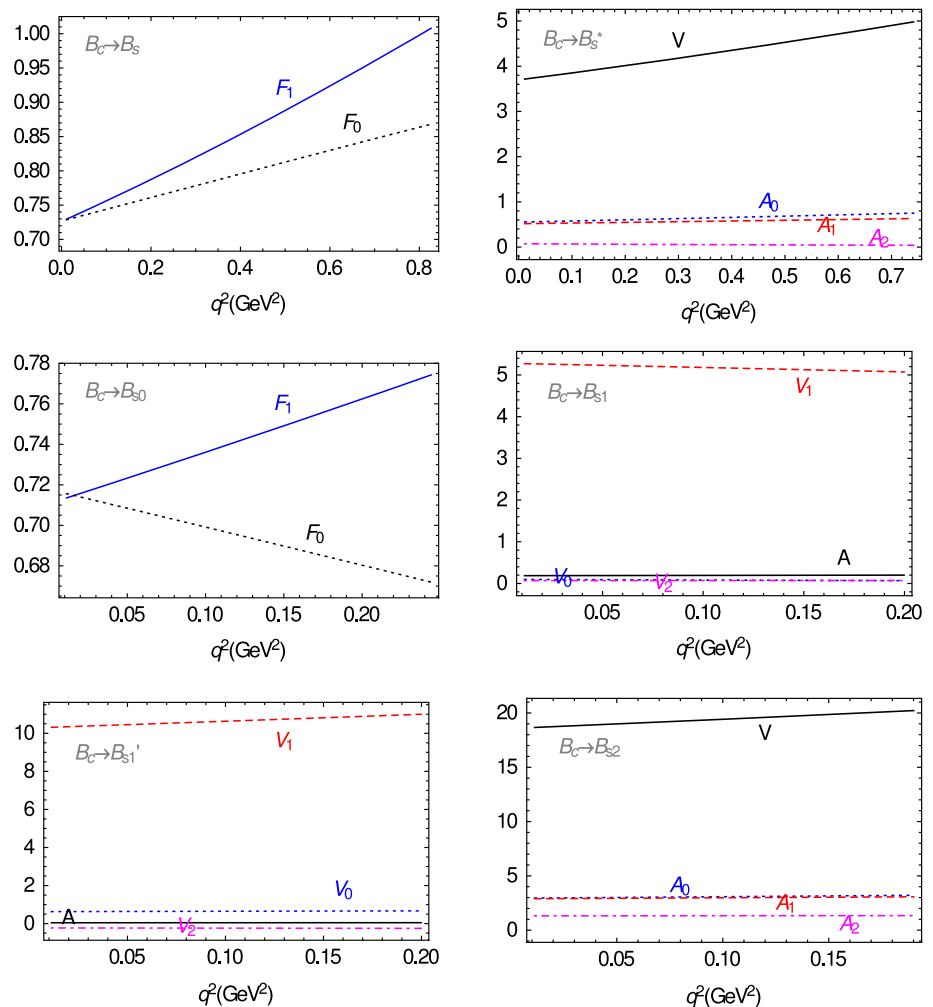 B_c→B_s
F_1
F_0
1.00
0.95
0.90
0.85
0.80
0.75
0.70
0.0 0.2 0.4 0.6 0.8
q^2(GeV^2)
B_c→B_s^*
V
A_0
A_1
A_2
5
4
3
2
1
0
0.0 0.1 0.2 0.3 0.4 0.5 0.6 0.7
q^2(GeV^2)
B_c→B_s0
F_1
F_0
0.78
0.76
0.74
0.72
0.70
0.68
0.05 0.10 0.15 0.20
q^2(GeV^2)
B_c→B_s1
V_1
A
V_0
V_2
5
4
3
2
1
0
0.05 0.10 0.15 0.20
q^2(GeV^2)
B_c→B_s1'
V_1
V_0
A
V_2
10
8
6
4
2
0
0.05 0.10 0.15 0.20
q^2(GeV^2)
B_c→B_s2
V
A_0
A_1
A_2
20
15
10
5
0
0.05 0.10 0.15
q^2(GeV^2)